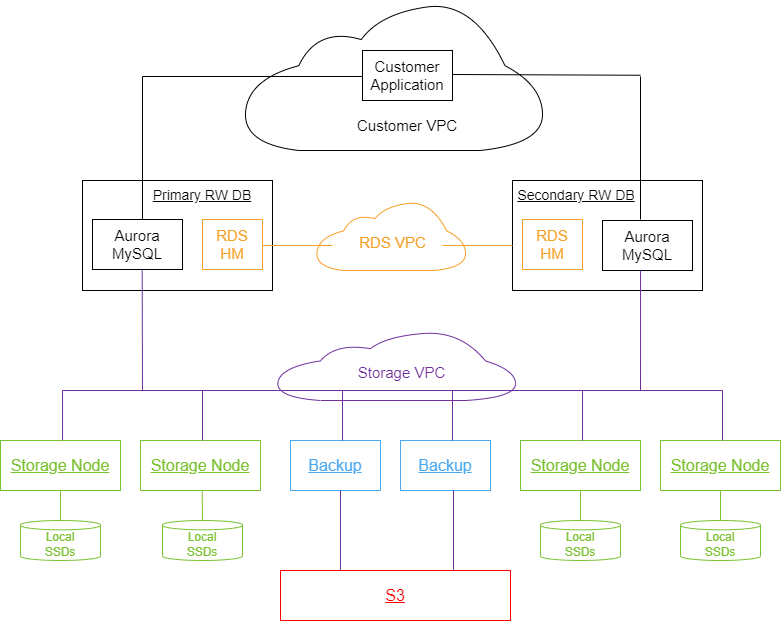 Customer
Application
Customer VPC
Primary RW DB
Secondary RW DB
Aurora
MySQL
RDS
HM
RDS VPC
RDS
HM
Aurora
MySQL
Storage VPC
Storage Node
Storage Node
Backup
Backup
Storage Node
Storage Node
Local
SSDs
Local
SSDs
Local
SSDs
Local
SSDs
S3